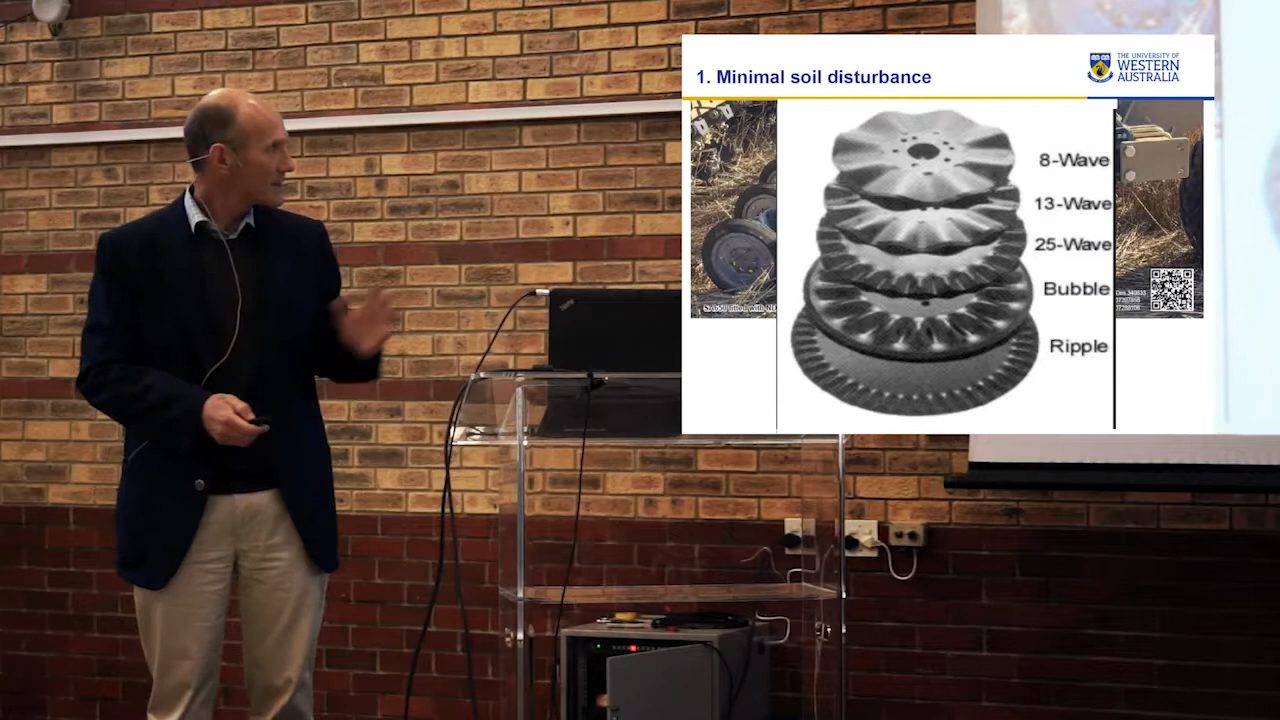 1. Minimal soil disturbance
THE UNIVERSITY OF
WESTERN
AUSTRALIA
8-Wave
13-Wave
25-Wave
Bubble
Ripple